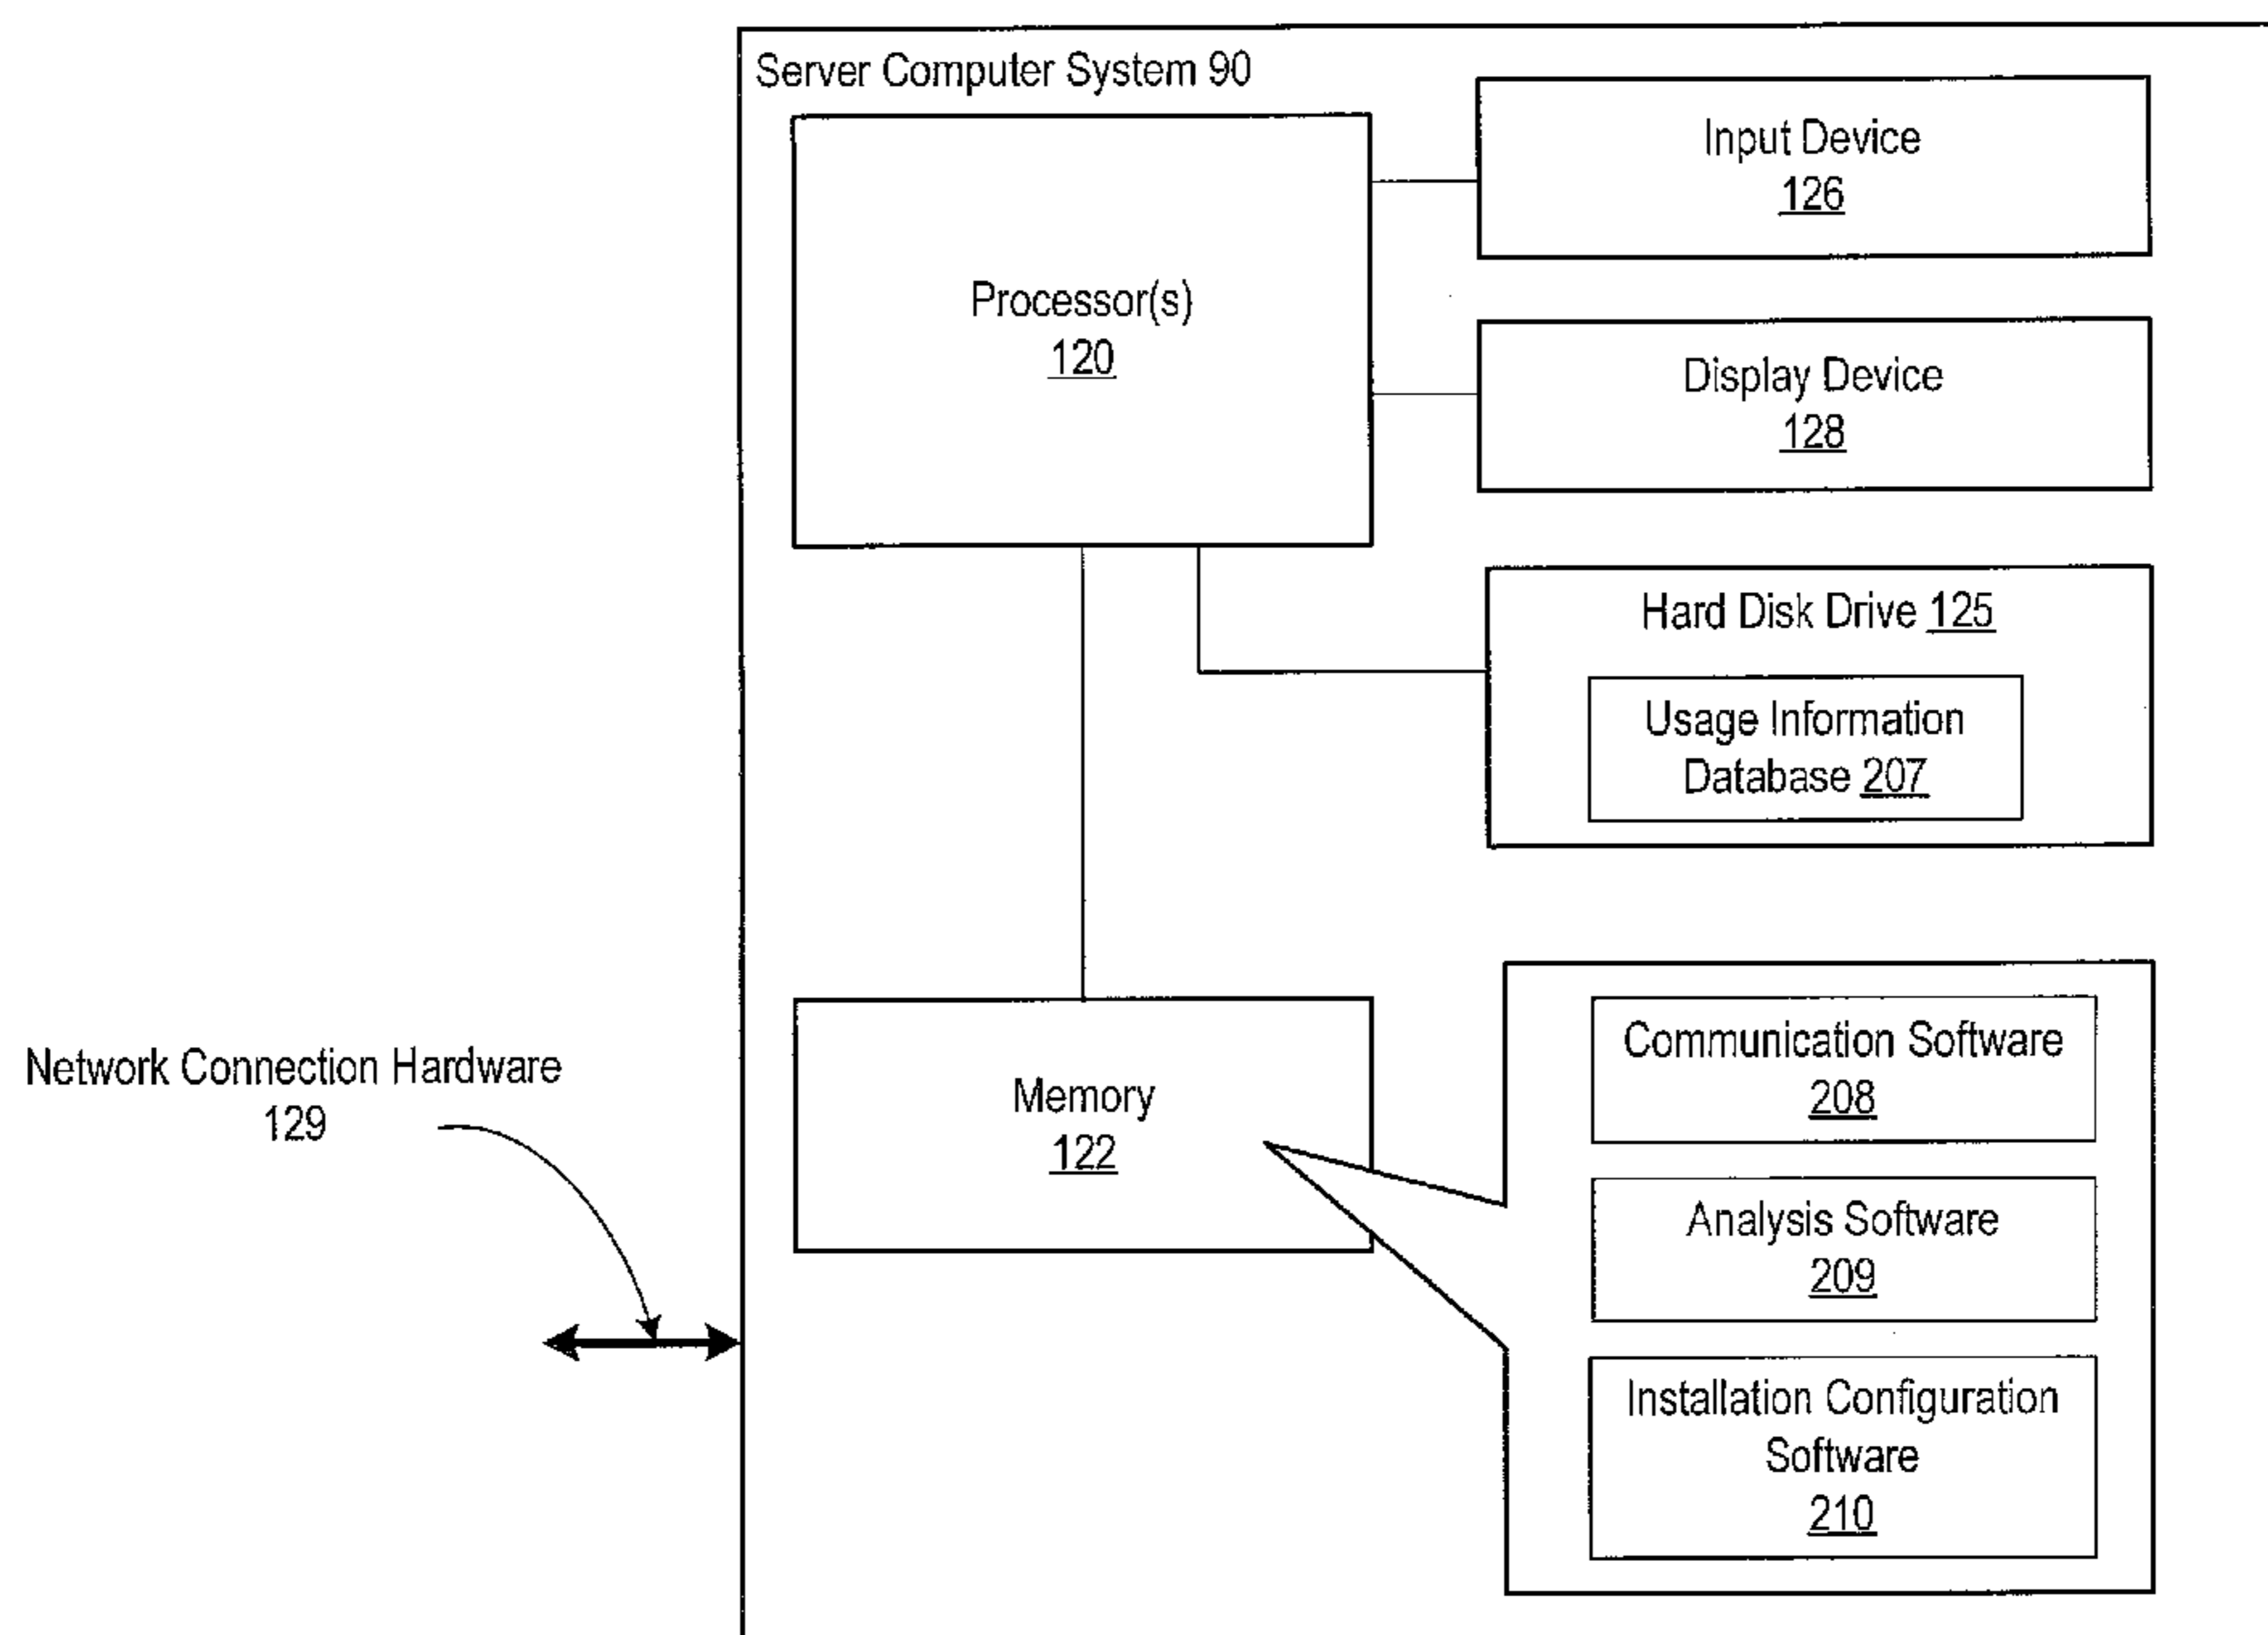 Server Computer System 90
Input Device
126
Processor(s)
120
Display Device
128
Hard Disk Drive 125
Usage Information
Database 207
Network Connection Hardware
129
Memory
122
Communication Software
208
Analysis Software
209
Installation Configuration
Software
210